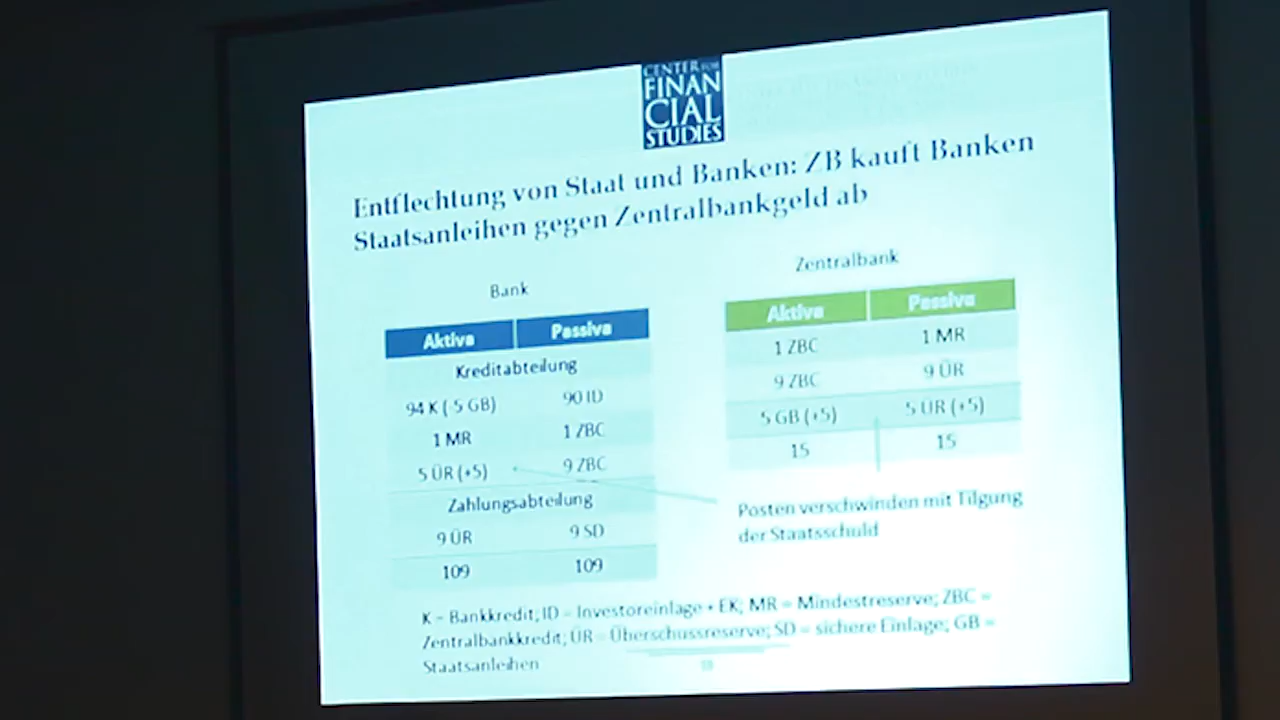 CENTER FOR
FINAN
CIAL
STUDIES
Entflechtung von Staat und Banken: ZB kauft Banken
Staatsanleihen gegen Zentralbankgeld ab
Bank
Aktiva Passiva
Kreditabteilung
94 K (-5 GB) 90 ID
1 MR 1 ZBC
5 ÜR (+5) 9 ZBC
Zahlungsabteilung
9 ÜR 9 SD
109 109
Zentralbank
Aktiva Passiva
1 ZBC 1 MR
9 ZBC 9 ÜR
5 GB (+5) 5 ÜR (+5)
15 15
Posten verschwinden mit Tilgung
der Staatsschuld
K = Bankkredit; ID = Investoreinlage + EK; MR = Mindestreserve; ZBC =
Zentralbankkredit; ÜR = Überschussreserve; SD = sichere Einlage; GB =
Staatsanleihen